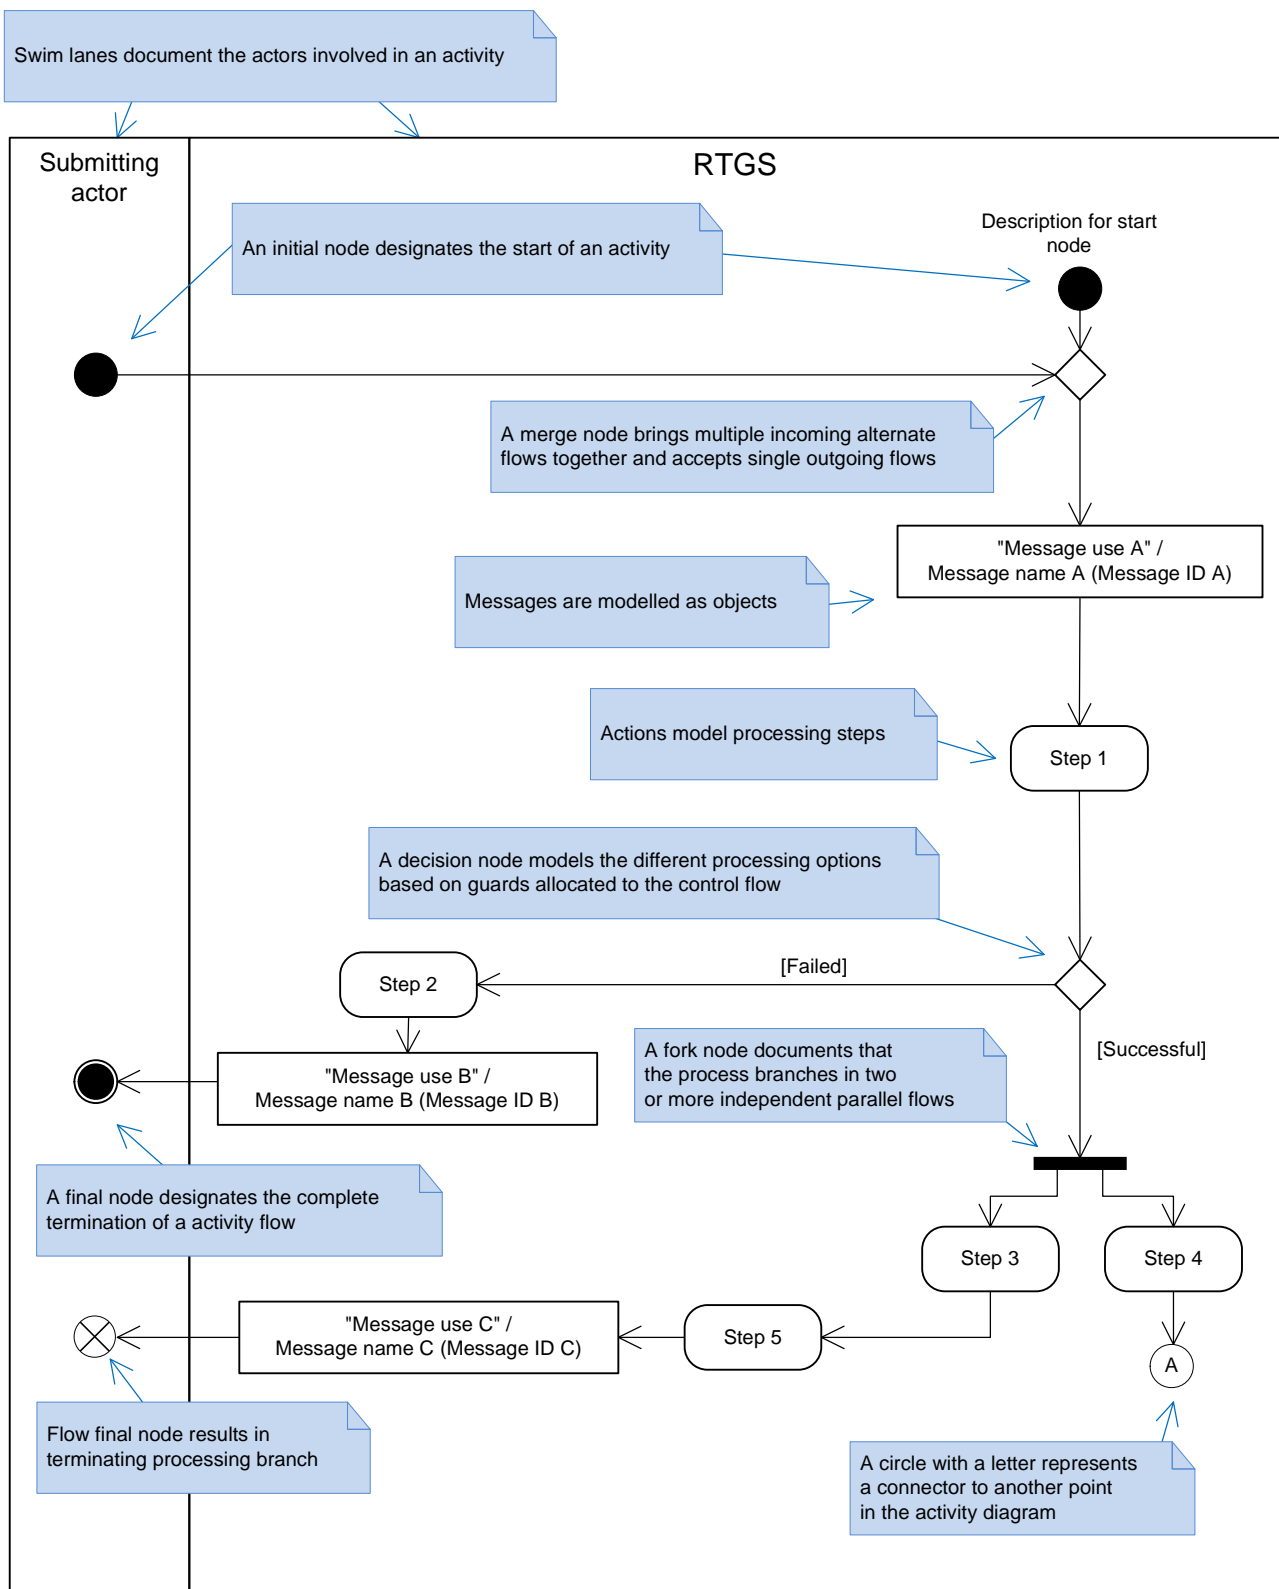 Swim lanes document the actors involved in an activity
Submitting
actor
RTGS
Description for start
node
An initial node designates the start of an activity
A merge node brings multiple incoming alternate
flows together and accepts single outgoing flows
"Message use A" /
Message name A (Message ID A)
Messages are modelled as objects
Actions model processing steps
Step 1
A decision node models the different processing options
based on guards allocated to the control flow
[Failed]
Step 2
[Successful]
A fork node documents that
the process branches in two
or more independent parallel flows
"Message use B" /
Message name B (Message ID B)
A final node designates the complete
termination of a activity flow
Step 3
Step 4
"Message use C" /
Message name C (Message ID C)
Step 5
A
Flow final node results in
terminating processing branch
A circle with a letter represents
a connector to another point
in the activity diagram